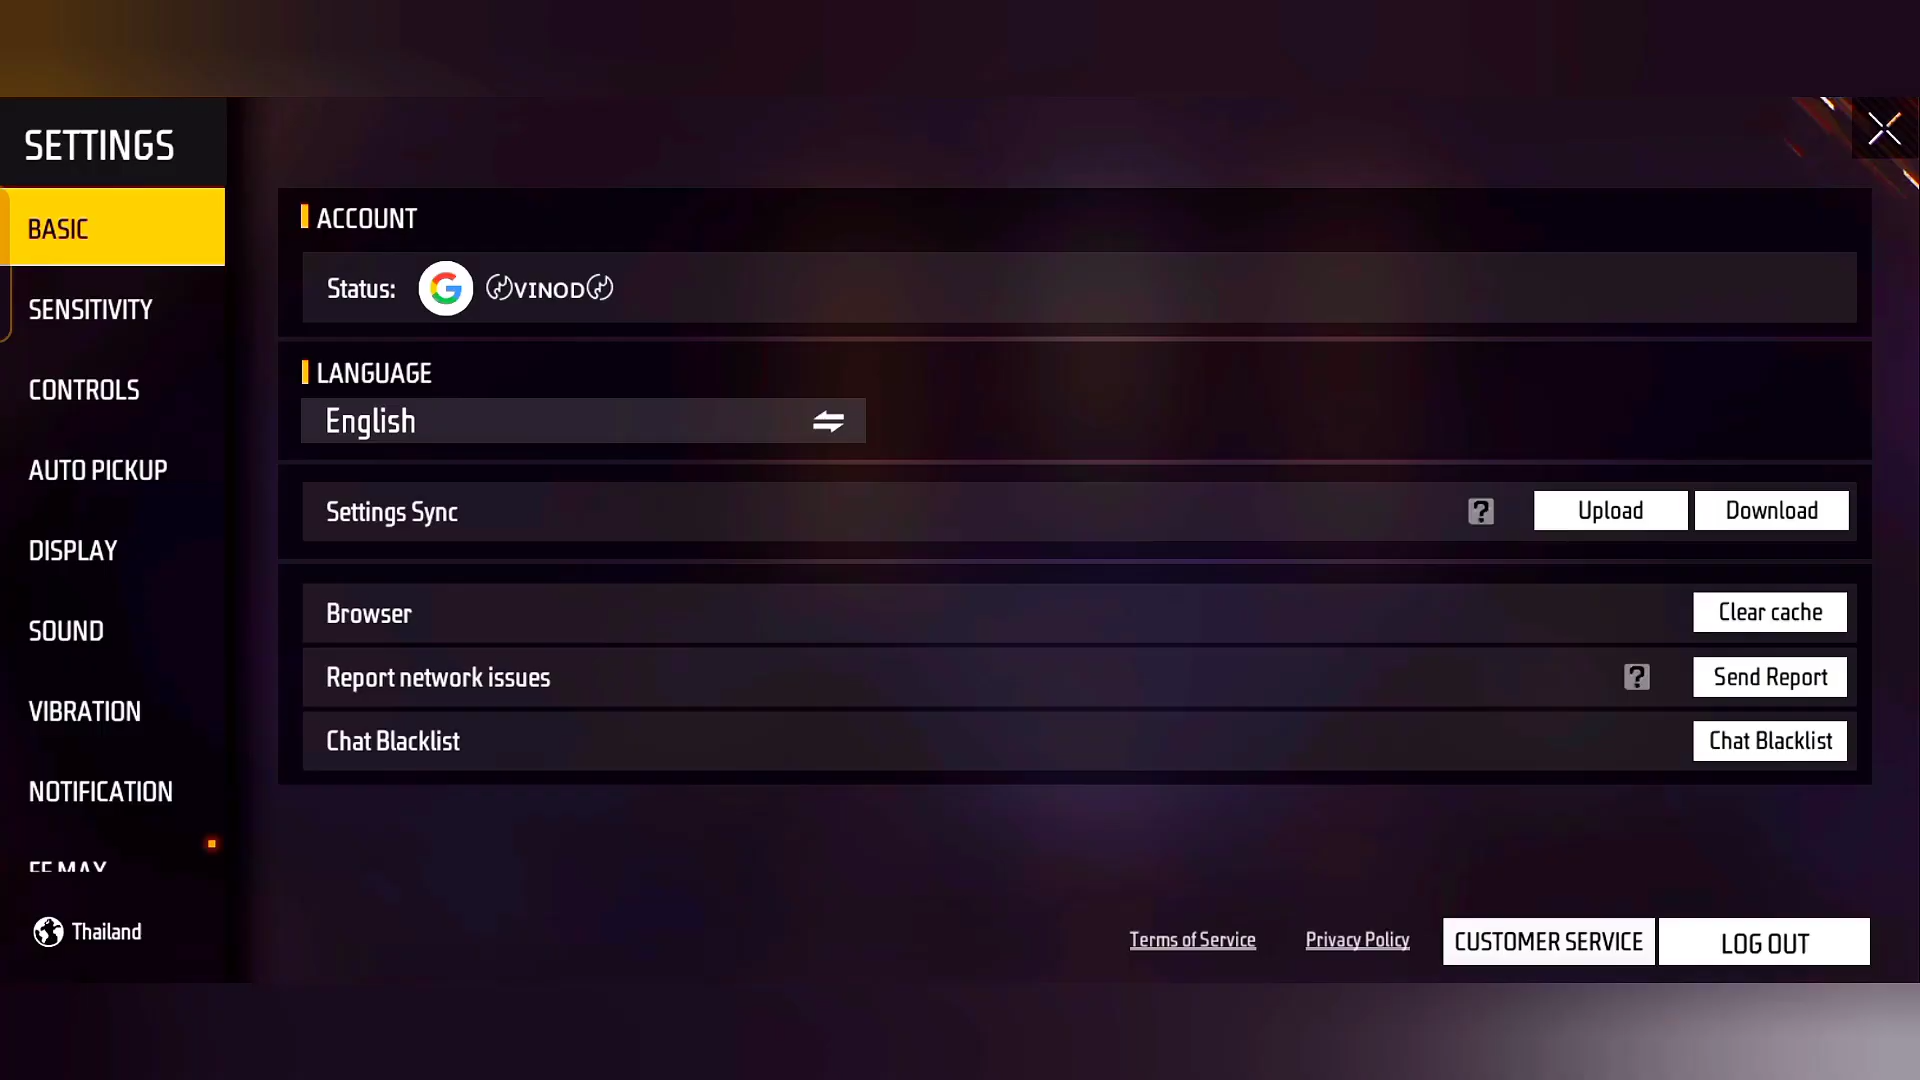 SETTINGS
BASIC
SENSITIVITY
CONTROLS
AUTO PICKUP
DISPLAY
SOUND
VIBRATION
NOTIFICATION
FF MAX
Thailand
ACCOUNT
Status: VINOD
LANGUAGE
English
Settings Sync ? Upload Download
Browser Clear cache
Report network issues ? Send Report
Chat Blacklist Chat Blacklist
Terms of Service Privacy Policy CUSTOMER SERVICE LOG OUT